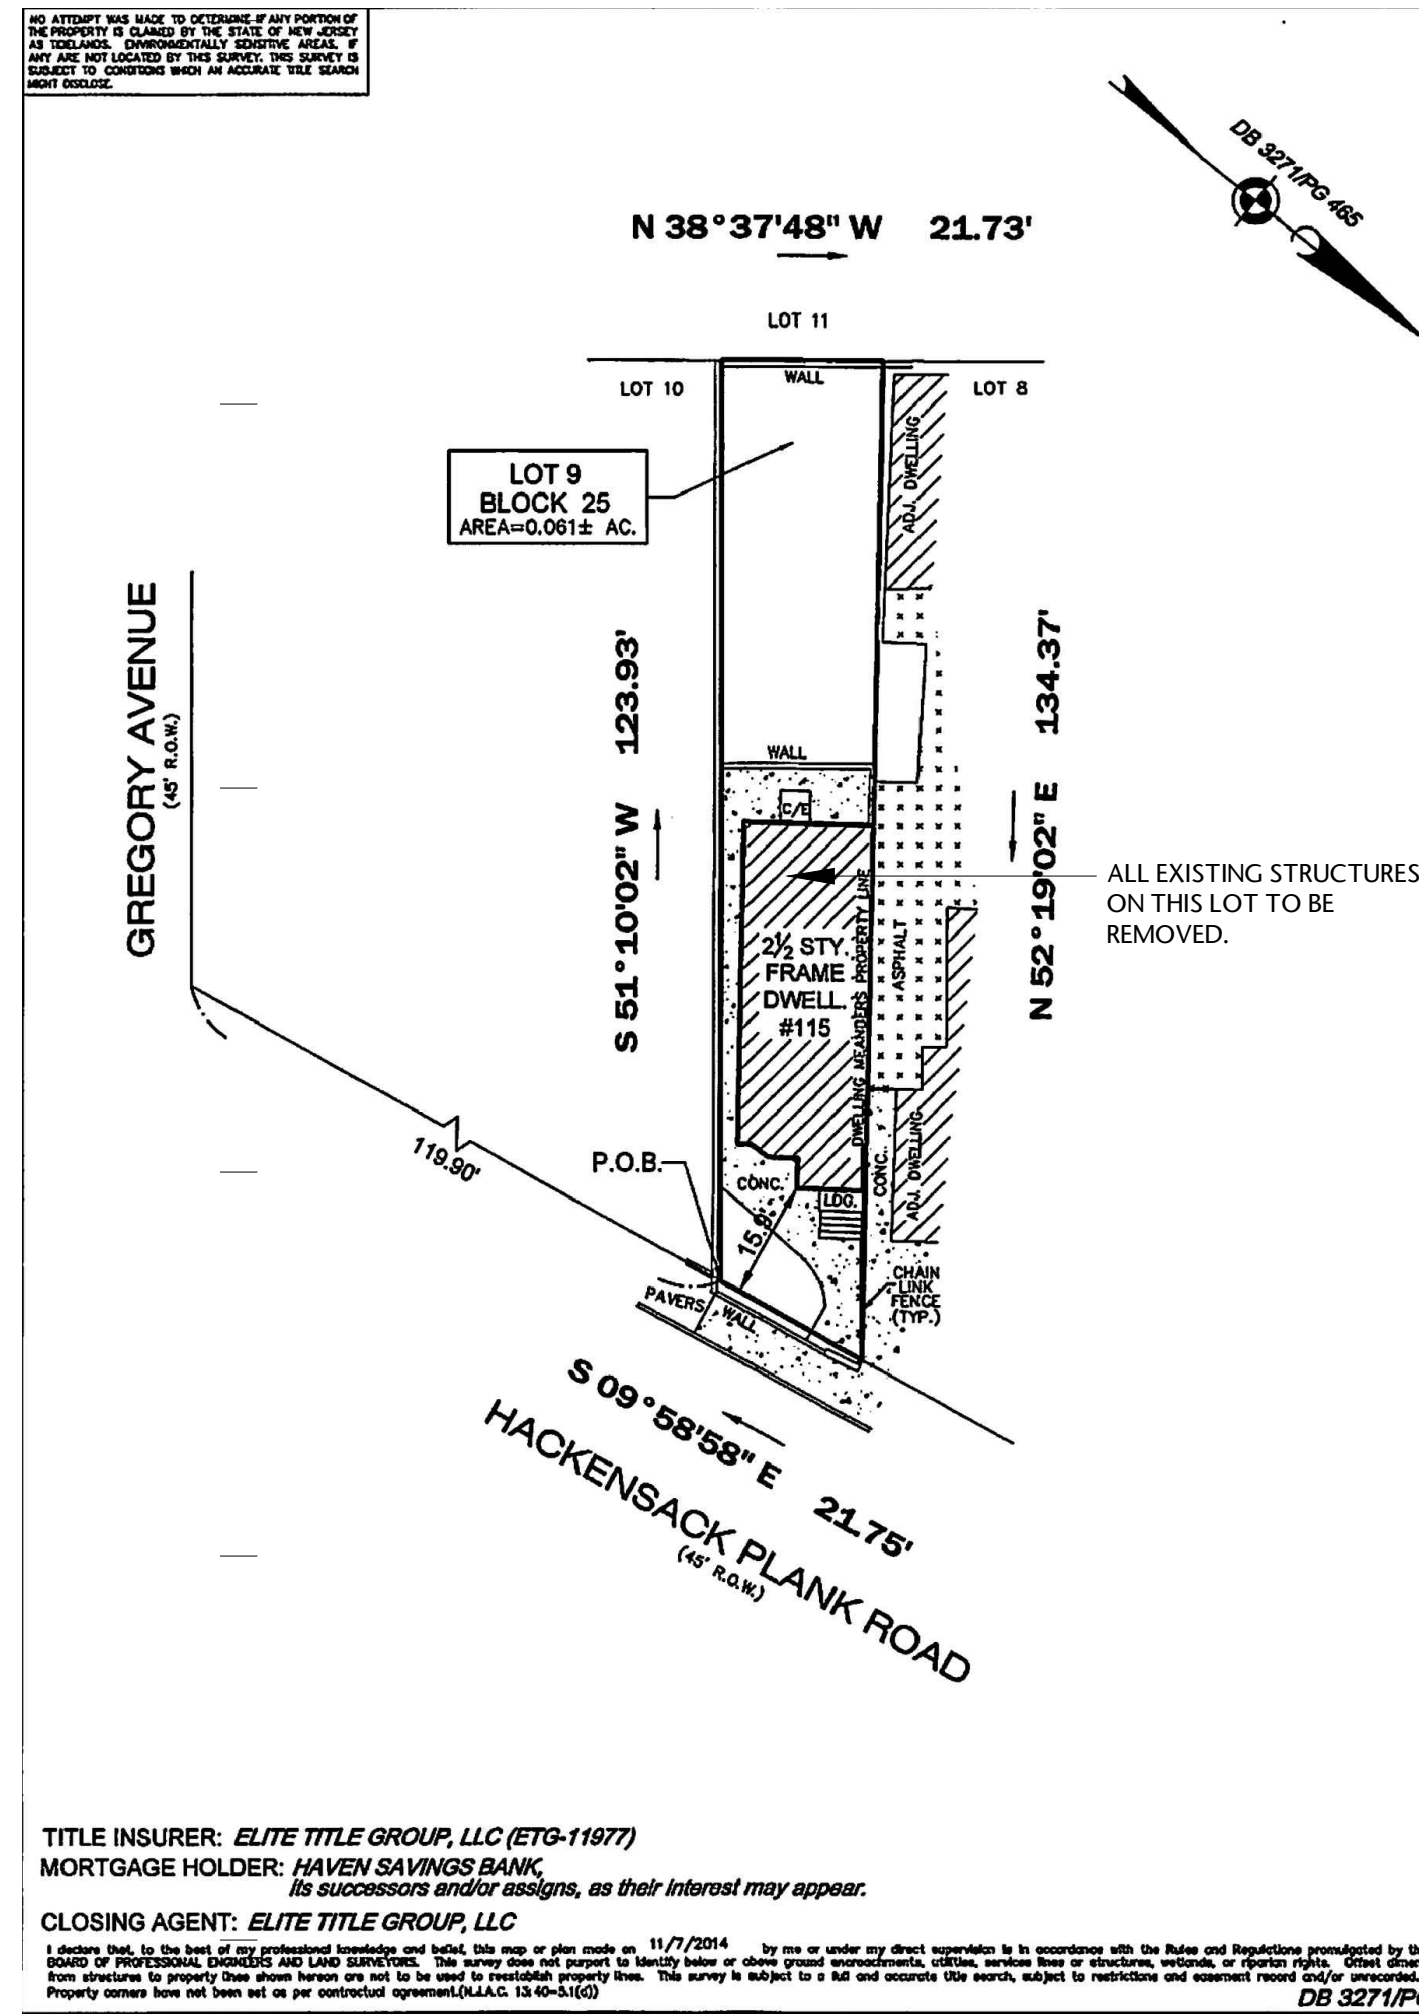 NO ATTEMPT WAS MADE TO DETERMINE IF ANY PORTION OF
THE PROPERTY IS CLAIMED BY THE STATE OF NEW JERSEY
AS TIDELANDS. ENVIRONMENTALLY SENSITIVE AREAS, IF
ANY ARE NOT LOCATED BY THIS SURVEY. THIS SURVEY IS
SUBJECT TO CONDITIONS WHICH AN ACCURATE TITLE SEARCH
MIGHT DISCLOSE.
DB 3271/PG 465
N 38°37'48" W 21.73'
LOT 11
WALL
LOT 10
LOT 8
LOT 9
BLOCK 25
AREA=0.061± AC.
ADJ. DWELLING
GREGORY AVENUE
(45' R.O.W.)
S 51°10'02" W 123.93'
N 52°19'02" E 134.37'
WALL
C/E
ALL EXISTING STRUCTURES
ON THIS LOT TO BE
REMOVED.
2½ STY.
FRAME
DWELL.
#115
DWELLING MEANDERS PROPERTY LINE
ASPHALT
119.90'
P.O.B.
CONC.
LDG.
CONC.
ADJ. DWELLING
15.9'
CHAIN
LINK
FENCE
(TYP.)
PAVERS
WALL
S 09°58'58" E 21.75'
HACKENSACK PLANK ROAD
(45' R.O.W.)
TITLE INSURER: ELITE TITLE GROUP, LLC (ETG-11977)
MORTGAGE HOLDER: HAVEN SAVINGS BANK,
its successors and/or assigns, as their interest may appear.
CLOSING AGENT: ELITE TITLE GROUP, LLC
I declare that, to the best of my professional knowledge and belief, this map or plan made on 11/7/2014 by me or under my direct supervision is in accordance with the Rules and Regulations promulgated by th
BOARD OF PROFESSIONAL ENGINEERS AND LAND SURVEYORS. This survey does not purport to identify below or above ground encroachments, utilities, services lines or structures, wetlands, or riparian rights. Offset dimen
from structures to property lines shown hereon are not to be used to reestablish property lines. This survey is subject to a full and accurate title search, subject to restrictions and easement record and/or unrecorded.
Property corners have not been set as per contractual agreement.(N.J.A.C. 13:40-5.1(d))
DB 3271/P